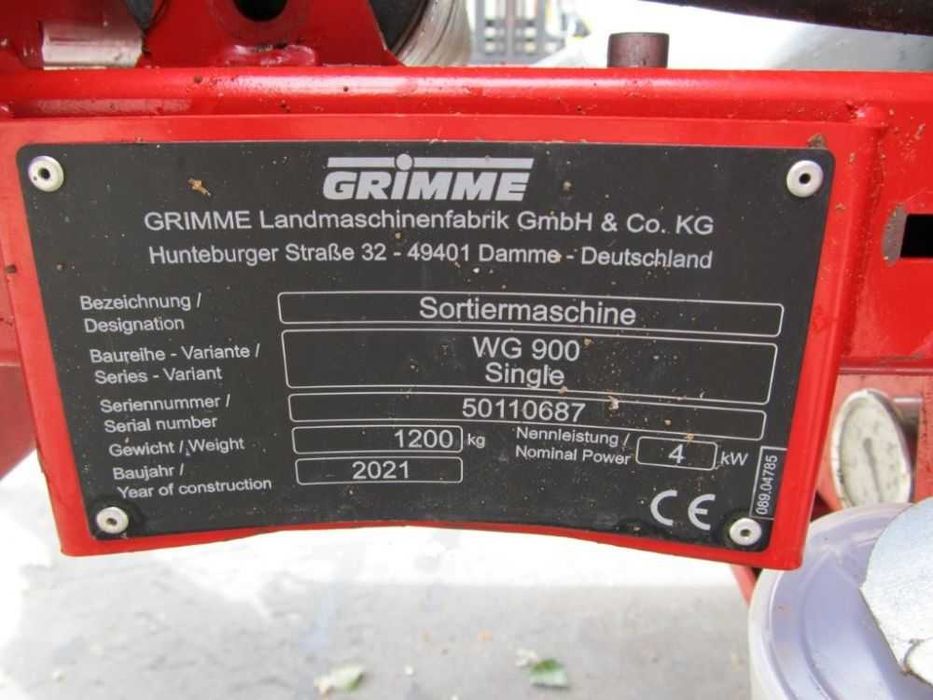 GRIMME
GRIMME Landmaschinenfabrik GmbH & Co. KG
Hunteburger Straße 32 - 49401 Damme - Deutschland
Bezeichnung /
Designation
Sortiermaschine
Baureihe - Variante /
Series - Variant
WG 900
Single
Seriennummer /
Serial number
50110687
Gewicht / Weight
1200 kg
Nennleistung /
Nominal Power
4 kW
Baujahr /
Year of construction
2021
CE
089.04785